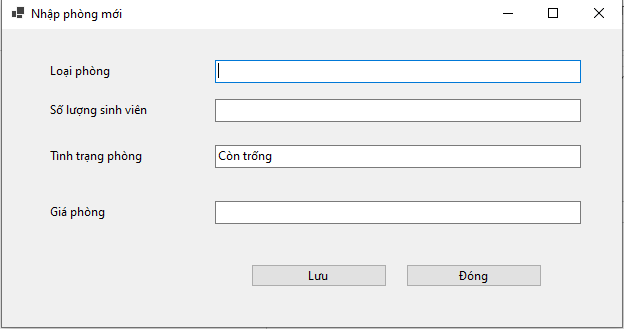 Nhập phòng mới
Loại phòng
Số lượng sinh viên
Tình trạng phòng
Còn trống
Giá phòng
Lưu
Đóng